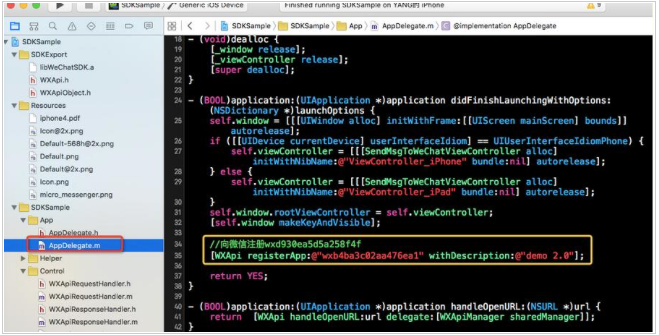 SDKSample
Generic iOS Device
Finished running SDKSample on YANG的 iPhone
9
SDKSample
SDKExport
libWeChatSDK.a
WXApi.h
WXApiObject.h
Resources
iphone4.pdf
Icon@2x.png
Default-568h@2x.png
Default.png
Default@2x.png
Icon.png
micro_messenger.png
SDKSample
App
AppDelegate.h
AppDelegate.m
Helper
Control
WXApiRequestHandler.h
WXApiRequestHandler.m
WXApiResponseHandler.h
WXApiResponseHandler.m
SDKSample SDKSample App AppDelegate.m @implementation AppDelegate
18 - (void)dealloc {
19 [_window release];
20 [_viewController release];
21 [super dealloc];
22 }
23
24 - (BOOL)application:(UIApplication *)application didFinishLaunchingWithOptions:
(NSDictionary *)launchOptions {
25 self.window = [[[UIWindow alloc] initWithFrame:[[UIScreen mainScreen] bounds]]
autorelease];
26 if ([[UIDevice currentDevice] userInterfaceIdiom] == UIUserInterfaceIdiomPhone) {
27 self.viewController = [[[SendMsgToWeChatViewController alloc]
initWithNibName:@"ViewController_iPhone" bundle:nil] autorelease];
28 } else {
29 self.viewController = [[[SendMsgToWeChatViewController alloc]
initWithNibName:@"ViewController_iPad" bundle:nil] autorelease];
30 }
31 self.window.rootViewController = self.viewController;
32 [self.window makeKeyAndVisible];
33
34 //向微信注册wxd930ea5d5a258f4f
35 [WXApi registerApp:@"wxb4ba3c02aa476ea1" withDescription:@"demo 2.0"];
36
37 return YES;
38 }
39
40 - (BOOL)application:(UIApplication *)application handleOpenURL:(NSURL *)url {
41 return [WXApi handleOpenURL:url delegate:[WXApiManager sharedManager]];
42 }